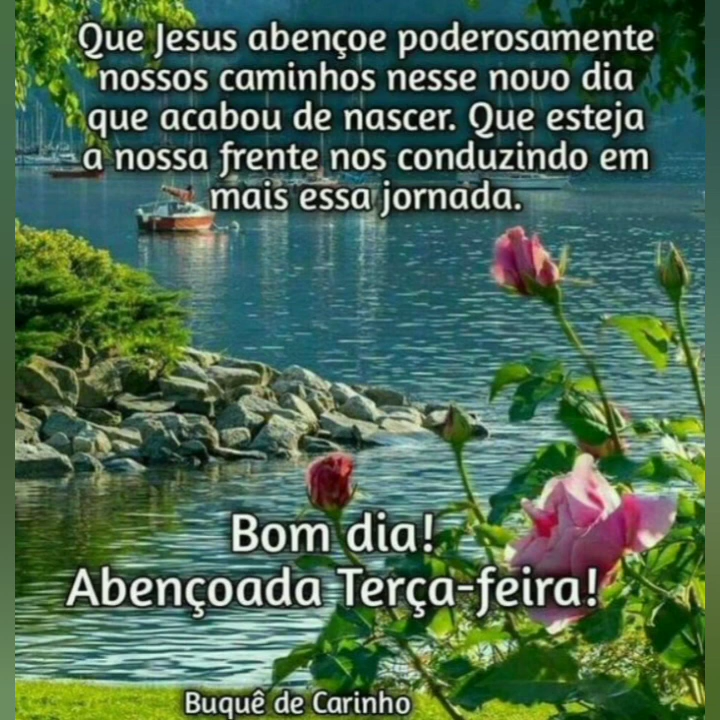 Que Jesus abençoe poderosamente
nossos caminhos nesse novo dia
que acabou de nascer. Que esteja
a nossa frente nos conduzindo em
mais essa jornada.
Bom dia!
Abençoada Terça-feira!
Buquê de Carinho